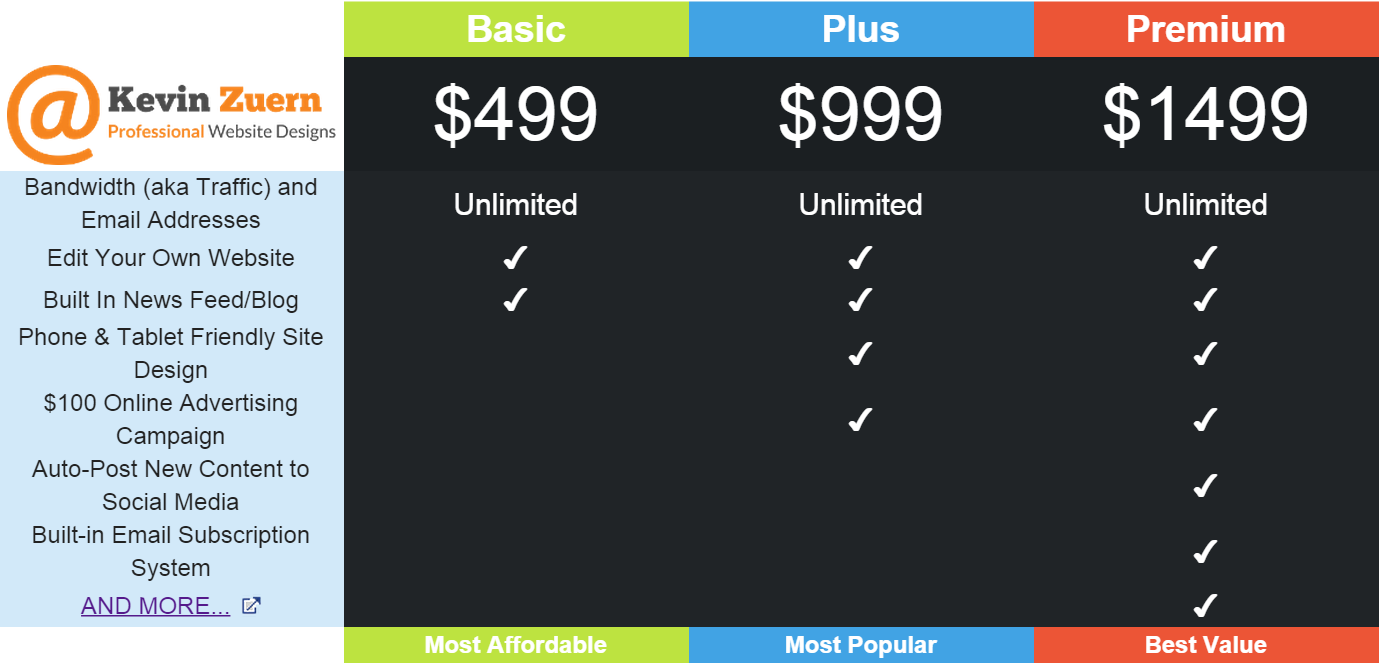 Basic Plus Premium
@ Kevin Zuern
Professional Website Designs
$499 $999 $1499
Bandwidth (aka Traffic) and
Email Addresses
Unlimited Unlimited Unlimited
Edit Your Own Website ✓ ✓ ✓
Built In News Feed/Blog ✓ ✓ ✓
Phone & Tablet Friendly Site
Design ✓ ✓
$100 Online Advertising
Campaign ✓ ✓
Auto-Post New Content to
Social Media ✓
Built-in Email Subscription
System ✓
AND MORE... ✓
Most Affordable Most Popular Best Value